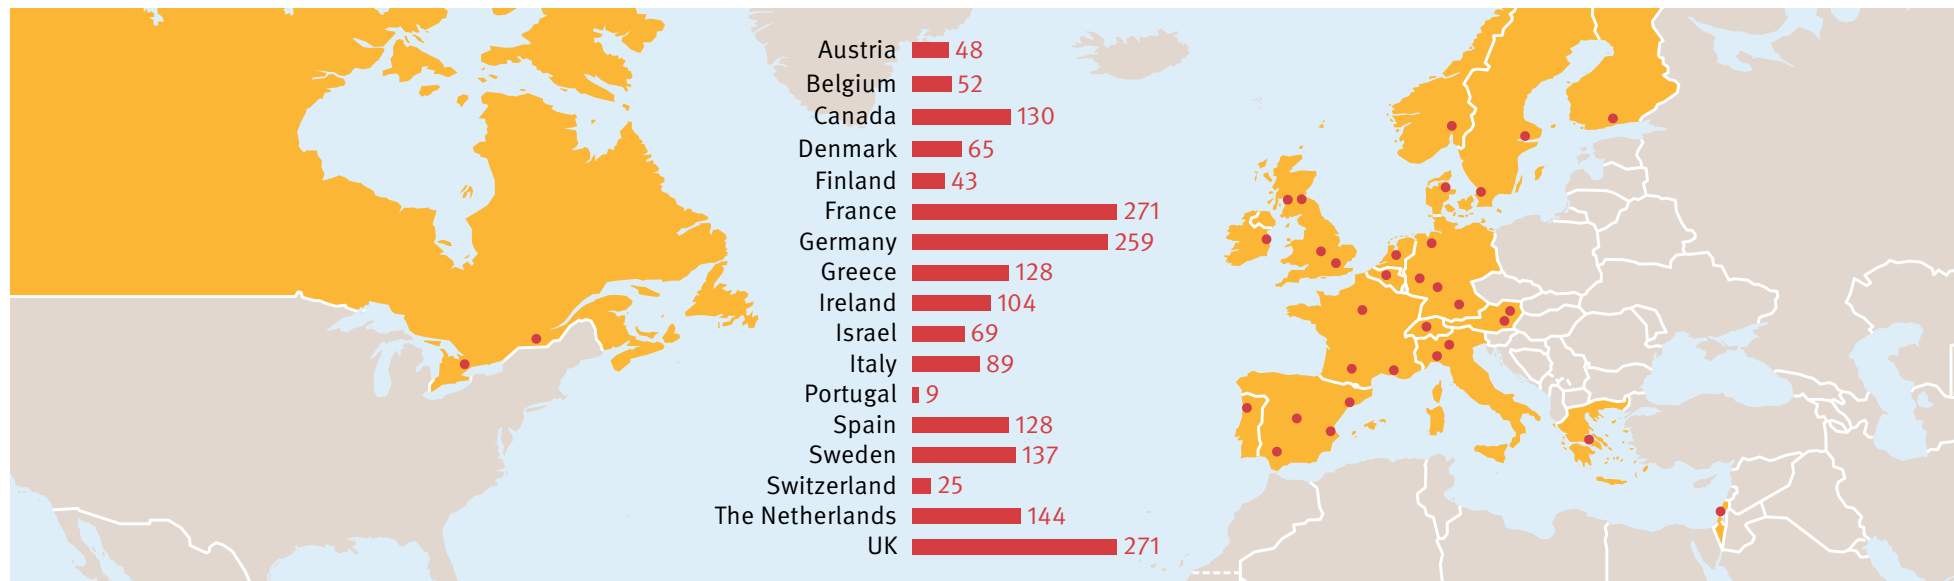 Austria 48
Belgium 52
Canada 130
Denmark 65
Finland 43
France 271
Germany 259
Greece 128
Ireland 104
Israel 69
Italy 89
Portugal 9
Spain 128
Sweden 137
Switzerland 25
The Netherlands 144
UK 271